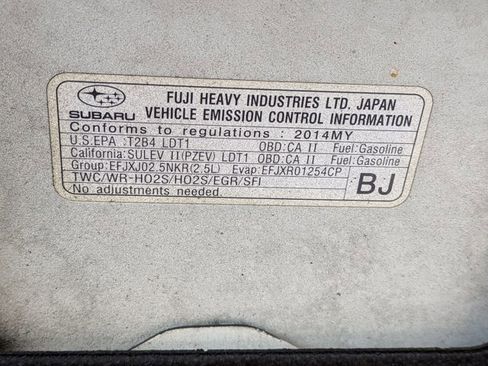 SUBARU
FUJI HEAVY INDUSTRIES LTD. JAPAN
VEHICLE EMISSION CONTROL INFORMATION
Conforms to regulations : 2014MY
U.S.EPA :T2B4 LDT1 OBD:CA II Fuel:Gasoline
California:SULEV II(PZEV) LDT1 OBD:CA II Fuel:Gasoline
Group:EFJXJ02.5NKR(2.5L) Evap:EFJXR01254CP
TWC/WR-HO2S/HO2S/EGR/SFI
No adjustments needed.
BJ